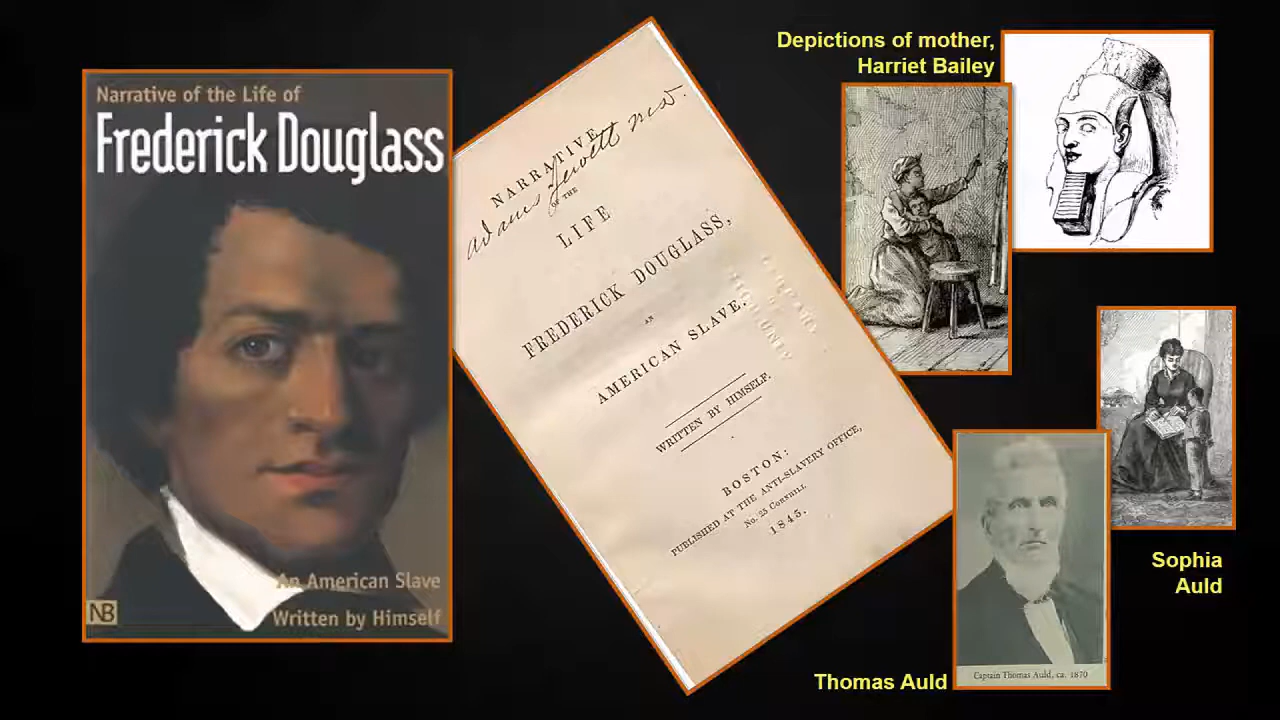 Narrative of the Life of
Frederick Douglass
An American Slave
Written by Himself
NB
NARRATIVE
OF THE
LIFE
OF
FREDERICK DOUGLASS,
AN
AMERICAN SLAVE.
WRITTEN BY HIMSELF.
BOSTON:
PUBLISHED AT THE ANTI-SLAVERY OFFICE,
No. 25 CORNHILL
1845.
Depictions of mother,
Harriet Bailey
Sophia
Auld
Thomas Auld
Captain Thomas Auld, ca. 1870